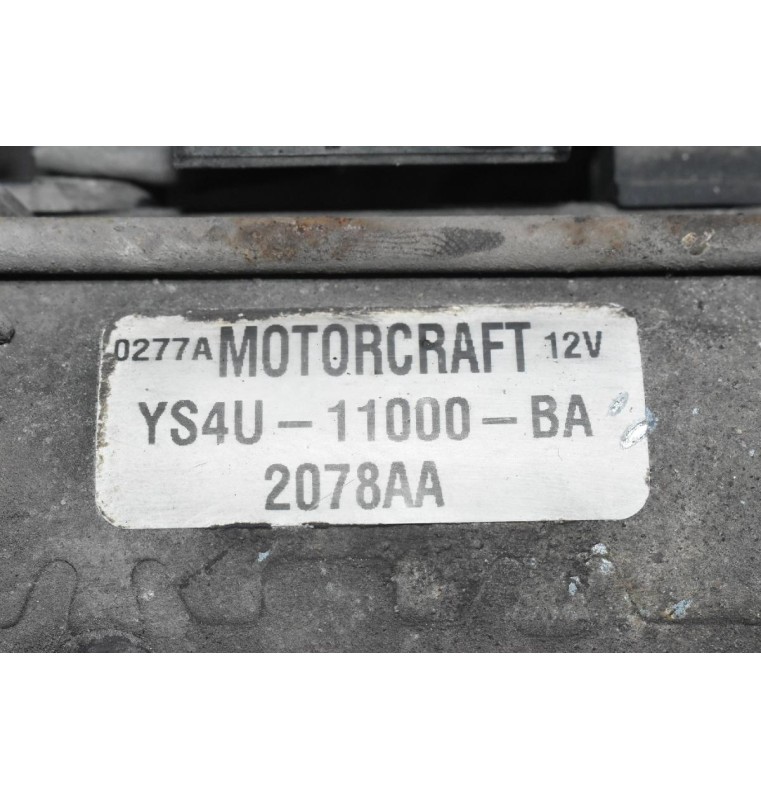 0277A MOTORCRAFT 12V
YS4U-11000-BA
2078AA